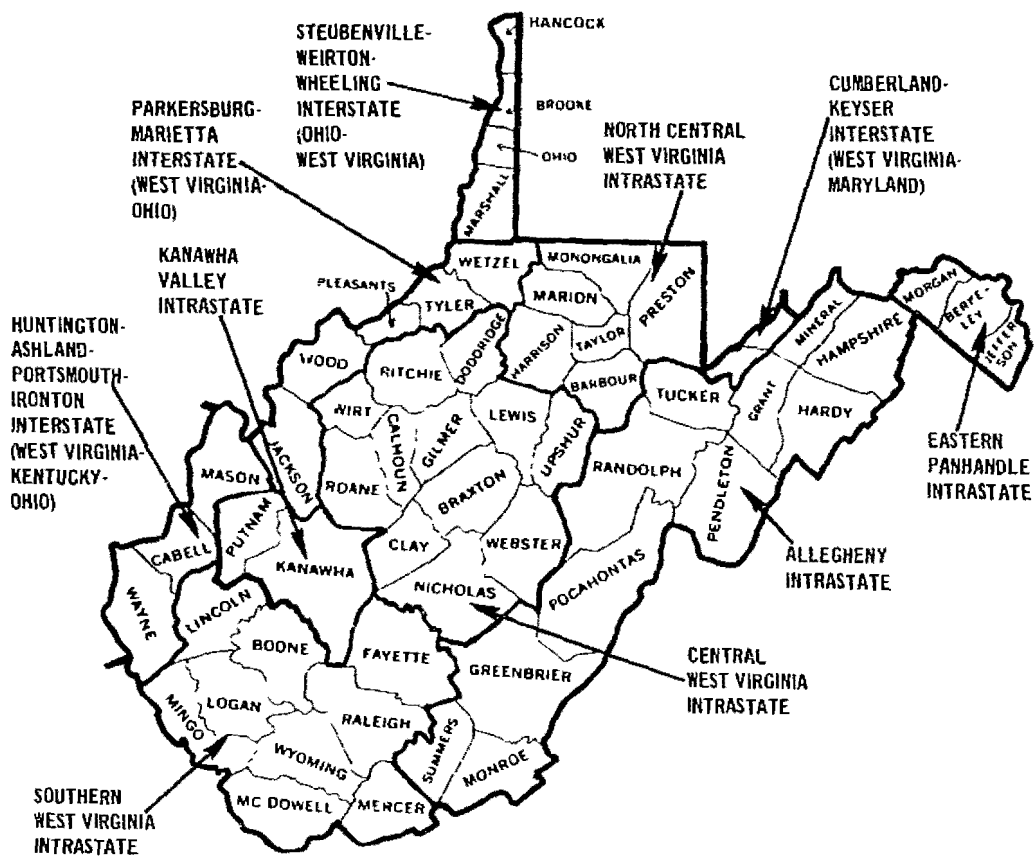 HANCOCK
STEUBENVILLE-
WEIRTON-
WHEELING
INTERSTATE
(OHIO-
WEST VIRGINIA)
BROOKE
OHIO
MARSHALL
CUMBERLAND-
KEYSER
INTERSTATE
(WEST VIRGINIA-
MARYLAND)
PARKERSBURG-
MARIETTA
INTERSTATE
(WEST VIRGINIA-
OHIO)
NORTH CENTRAL
WEST VIRGINIA
INTRASTATE
KANAWHA
VALLEY
INTRASTATE
HUNTINGTON-
ASHLAND-
PORTSMOUTH-
IRONTON
INTERSTATE
(WEST VIRGINIA-
KENTUCKY-
OHIO)
WETZEL
MONONGALIA
PLEASANTS
TYLER
MARION
PRESTON
MORGAN
BERKE-
LEY
JEFFER
SON
MINERAL
HAMPSHIRE
WOOD
RITCHIE
DODDRIDGE
HARRISON
TAYLOR
BARBOUR
TUCKER
GRANT
HARDY
WIRT
CALHOUN
GILMER
LEWIS
UPSHUR
RANDOLPH
PENDLETON
EASTERN
PANHANDLE
INTRASTATE
MASON
JACKSON
ROANE
BRAXTON
PUTNAM
CABELL
KANAWHA
CLAY
WEBSTER
NICHOLAS
POCAHONTAS
ALLEGHENY
INTRASTATE
WAYNE
LINCOLN
BOONE
FAYETTE
GREENBRIER
CENTRAL
WEST VIRGINIA
INTRASTATE
MINGO
LOGAN
RALEIGH
WYOMING
SUMMERS
MONROE
MC DOWELL
MERCER
SOUTHERN
WEST VIRGINIA
INTRASTATE